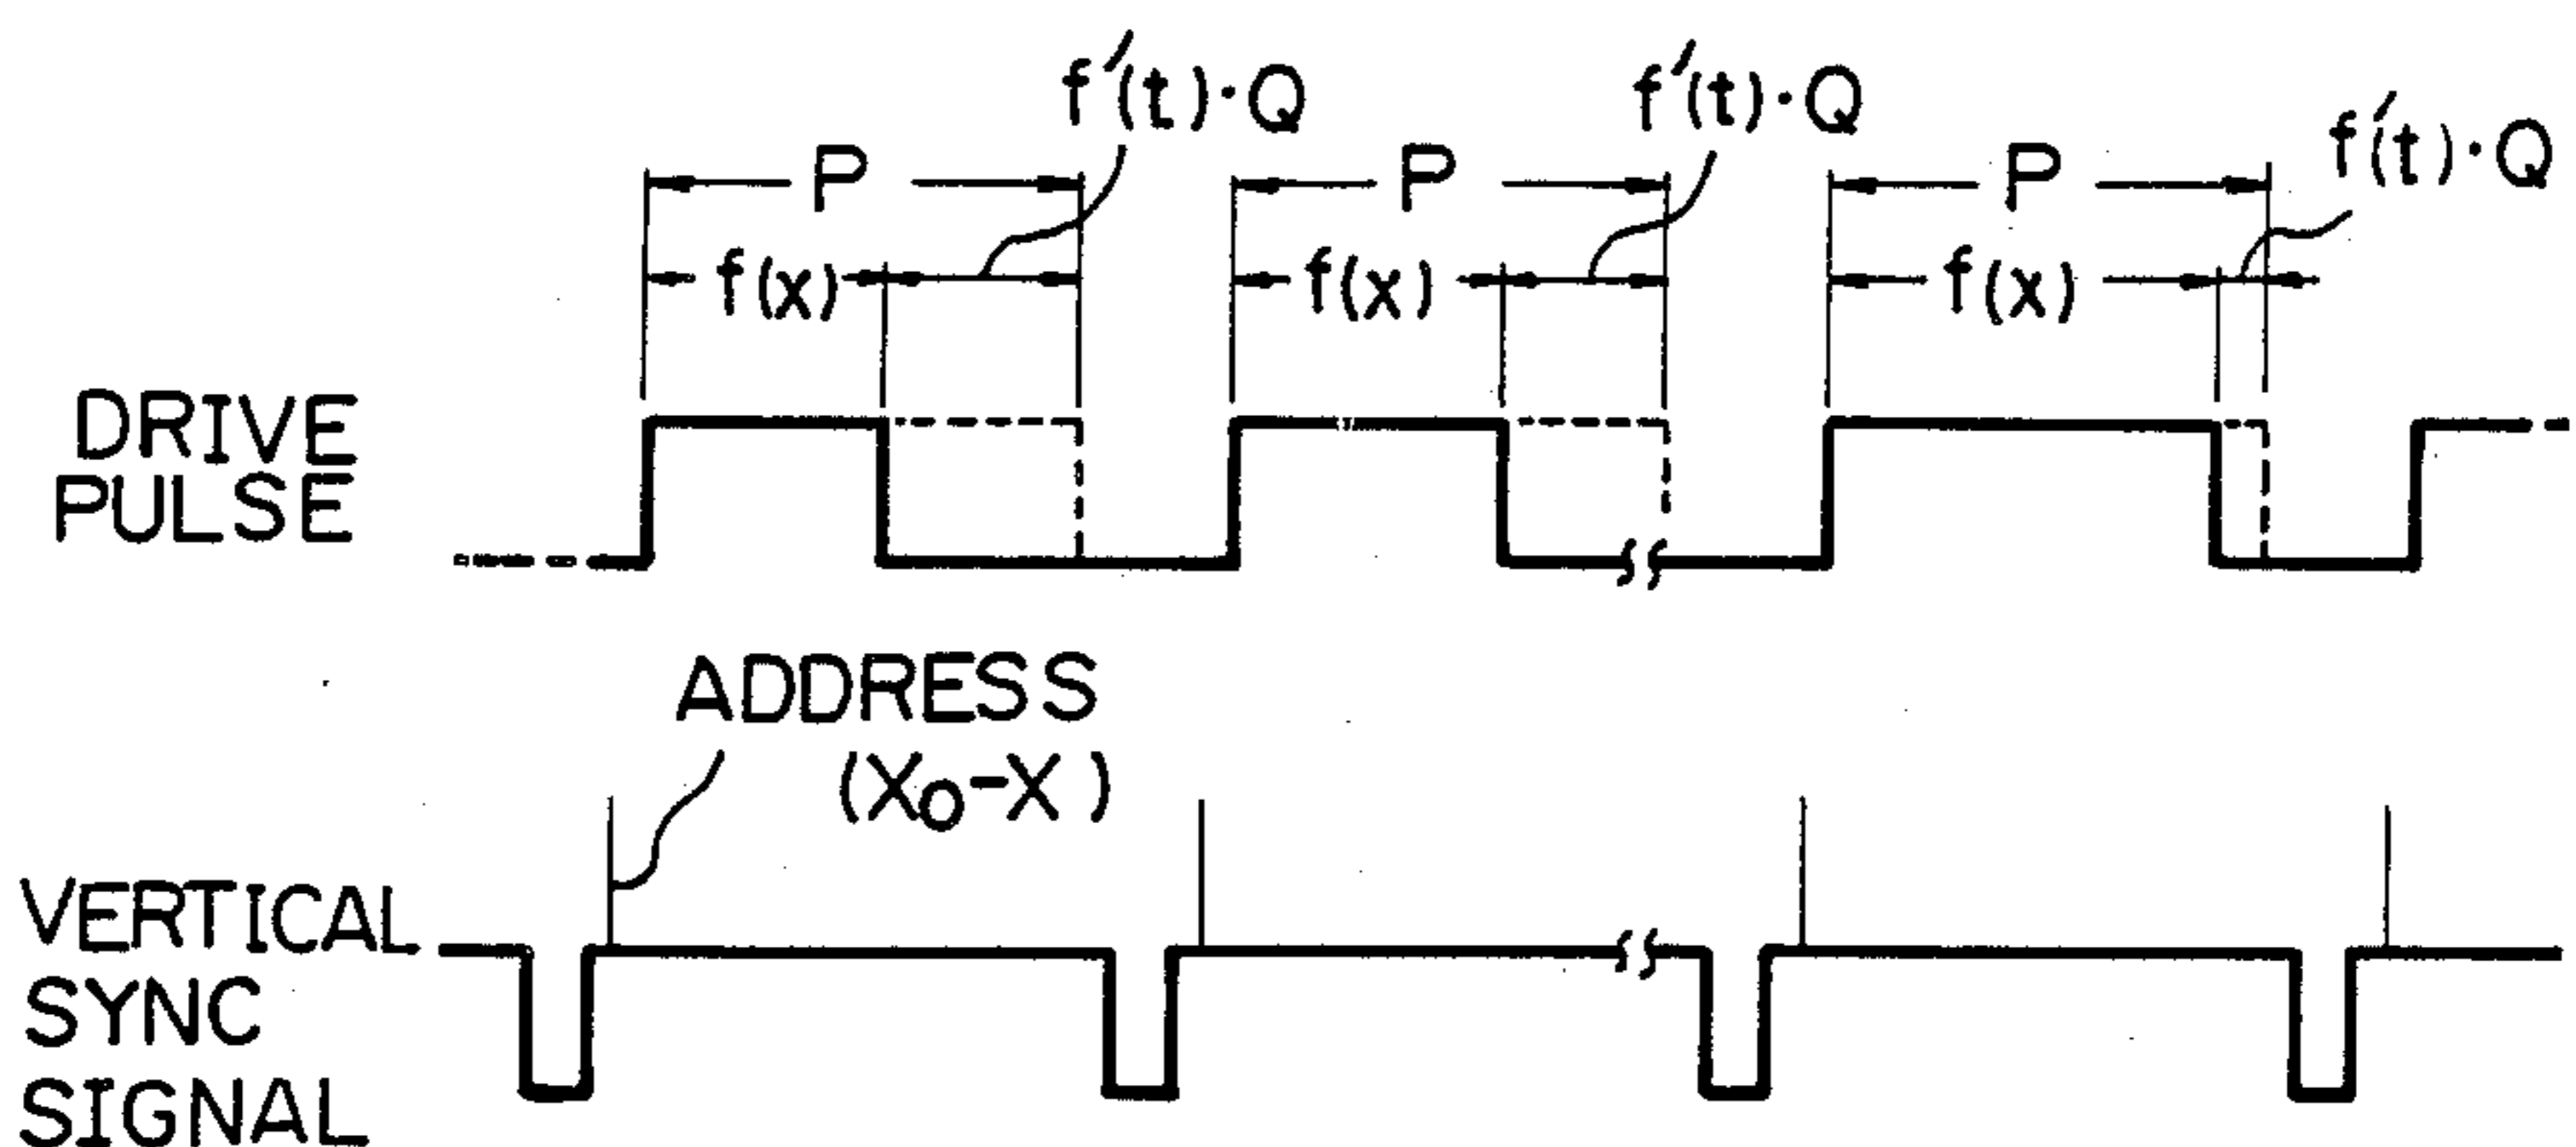 f′(t)·Q f′(t)·Q f′(t)·Q
P P P
f(x) f(x) f(x)
DRIVE
PULSE
ADDRESS
(X₀-X)
VERTICAL
SYNC
SIGNAL